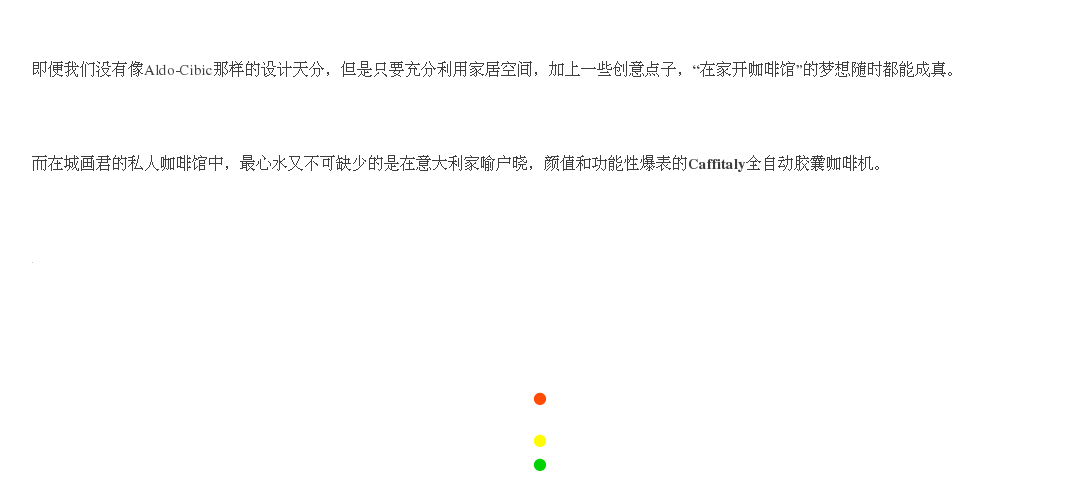 即便我们没有像Aldo-Cibic那样的设计天分，但是只要充分利用家居空间，加上一些创意点子，“在家开咖啡馆”的梦想随时都能成真。
而在城画君的私人咖啡馆中，最心水又不可缺少的是在意大利家喻户晓，颜值和功能性爆表的Caffitaly全自动胶囊咖啡机。